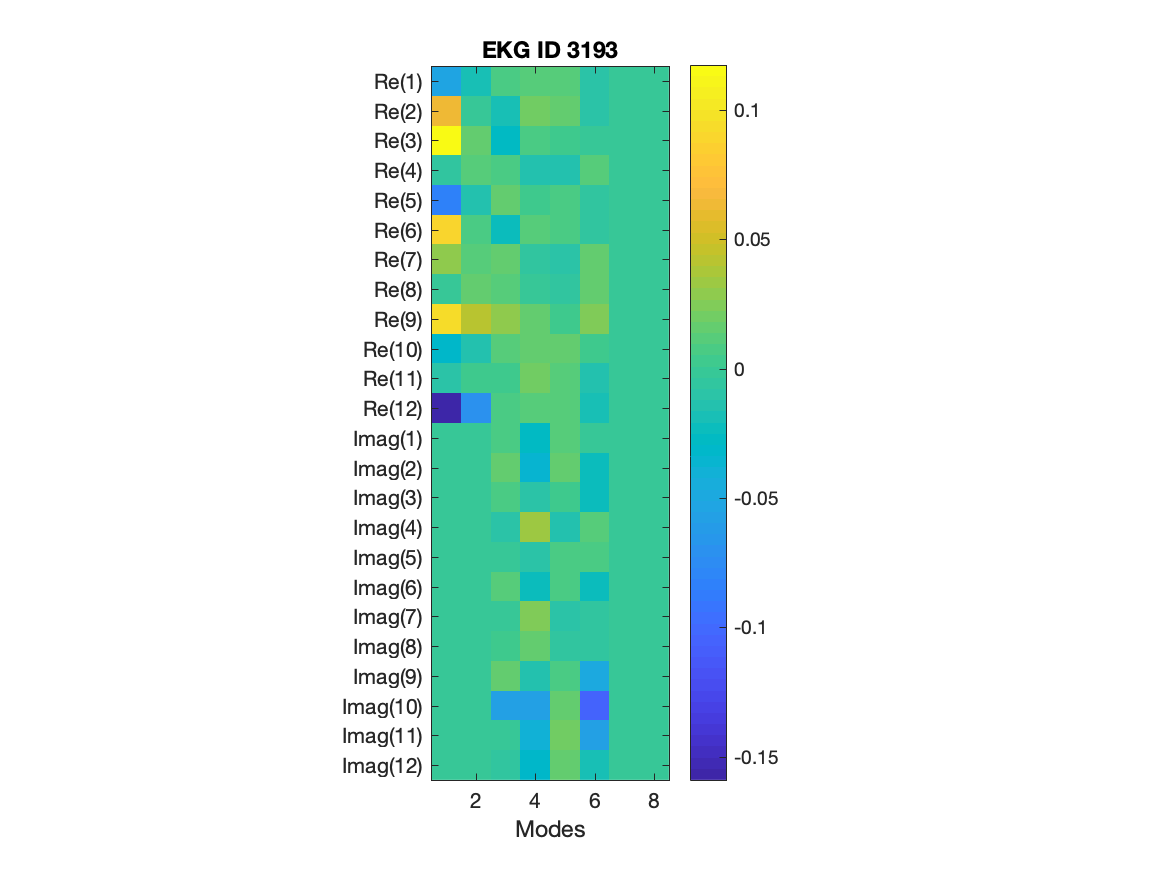 EKG ID 3193
Re(1)
Re(2)
Re(3)
Re(4)
Re(5)
Re(6)
Re(7)
Re(8)
Re(9)
Re(10)
Re(11)
Re(12)
Imag(1)
Imag(2)
Imag(3)
Imag(4)
Imag(5)
Imag(6)
Imag(7)
Imag(8)
Imag(9)
Imag(10)
Imag(11)
Imag(12)
2 4 6 8
Modes
0.1
0.05
0
-0.05
-0.1
-0.15